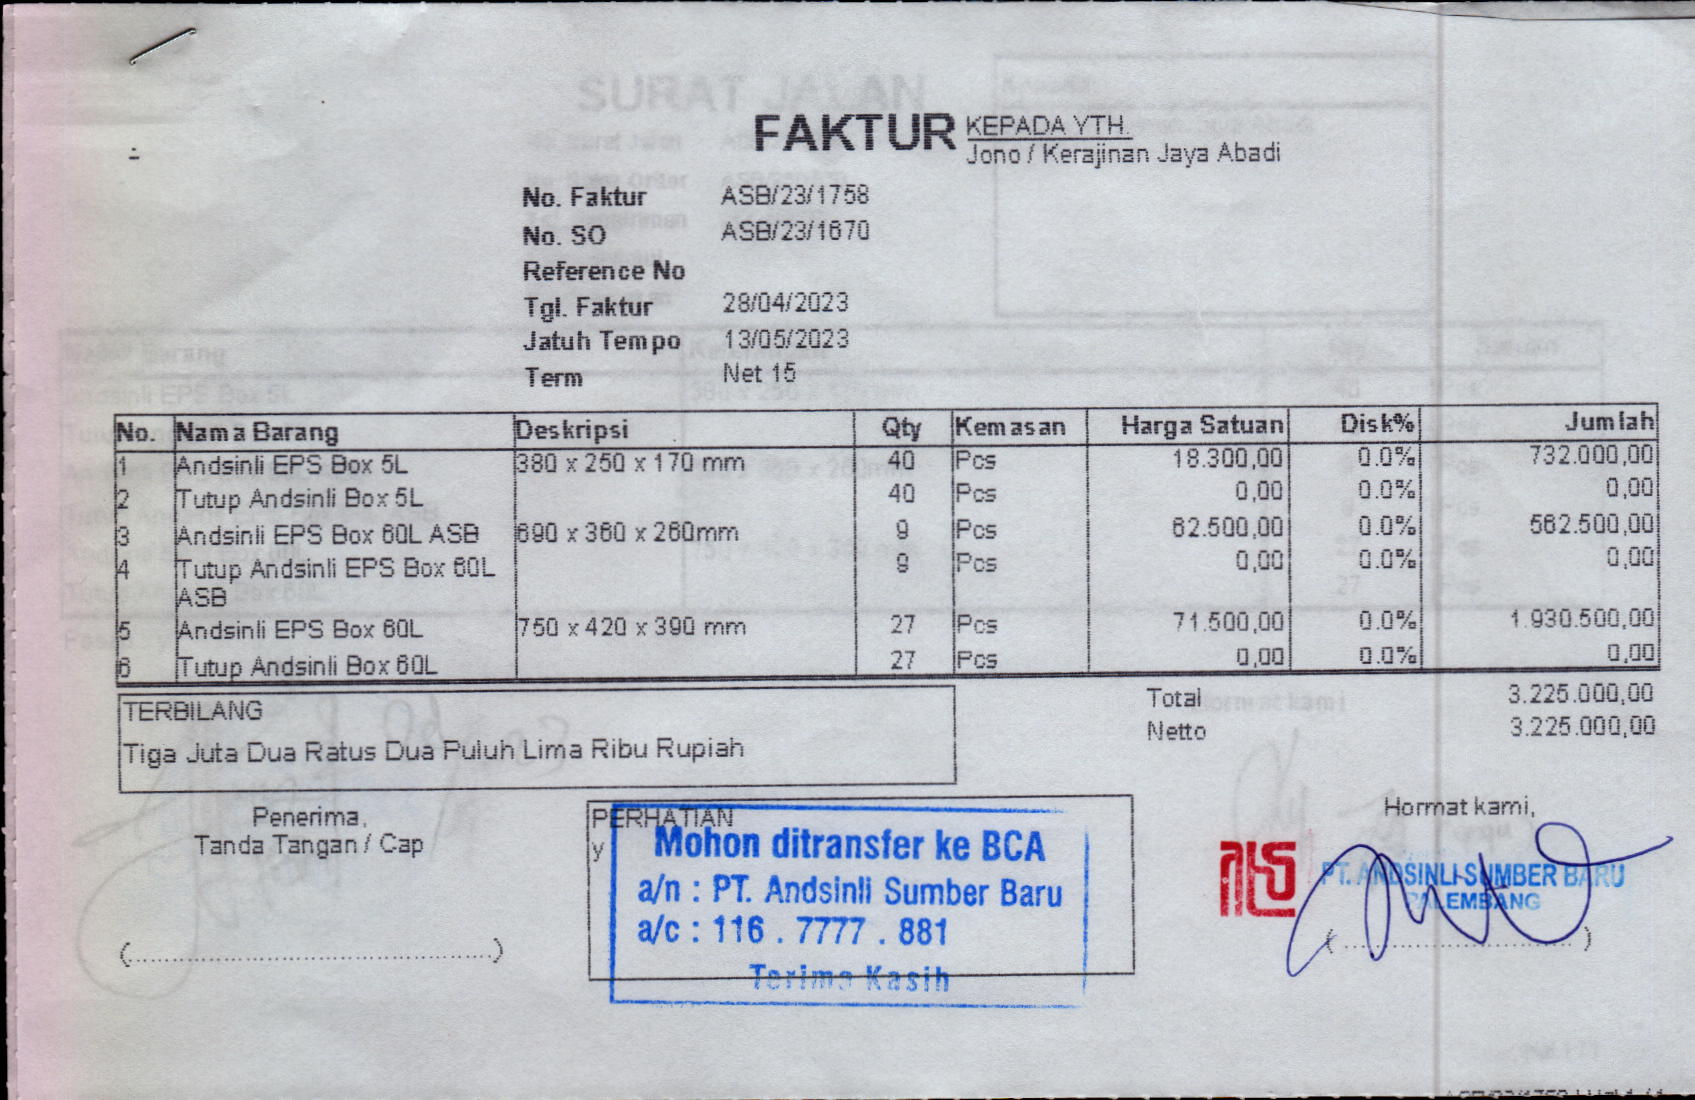 FAKTUR
KEPADA YTH.
Jono / Kerajinan Jaya Abadi
No. Faktur ASB/23/1758
No. SO ASB/23/1670
Reference No
Tgl. Faktur 28/04/2023
Jatuh Tempo 13/05/2023
Term Net 15
No. Nama Barang Deskripsi Qty Kemasan Harga Satuan Disk% Jumlah
1 Andsinli EPS Box 5L 380 x 250 x 170 mm 40 Pcs 18.300,00 0.0% 732.000,00
2 Tutup Andsinli Box 5L 40 Pcs 0,00 0.0% 0,00
3 Andsinli EPS Box 60L ASB 690 x 360 x 260mm 9 Pcs 62.500,00 0.0% 562.500,00
4 Tutup Andsinli EPS Box 60L 9 Pcs 0,00 0.0% 0,00
ASB
5 Andsinli EPS Box 60L 750 x 420 x 390 mm 27 Pcs 71.500,00 0.0% 1.930.500,00
6 Tutup Andsinli Box 60L 27 Pcs 0,00 0.0% 0,00
Total 3.225.000,00
Netto 3.225.000,00
TERBILANG
Tiga Juta Dua Ratus Dua Puluh Lima Ribu Rupiah
Penerima,
Tanda Tangan / Cap
(..........................................)
PERHATIAN
y
Mohon ditransfer ke BCA
a/n : PT. Andsinli Sumber Baru
a/c : 116 . 7777 . 881
Terima Kasih
Hormat kami,
PT. ANDSINLI SUMBER BARU
PALEMBANG
SURAT JALAN